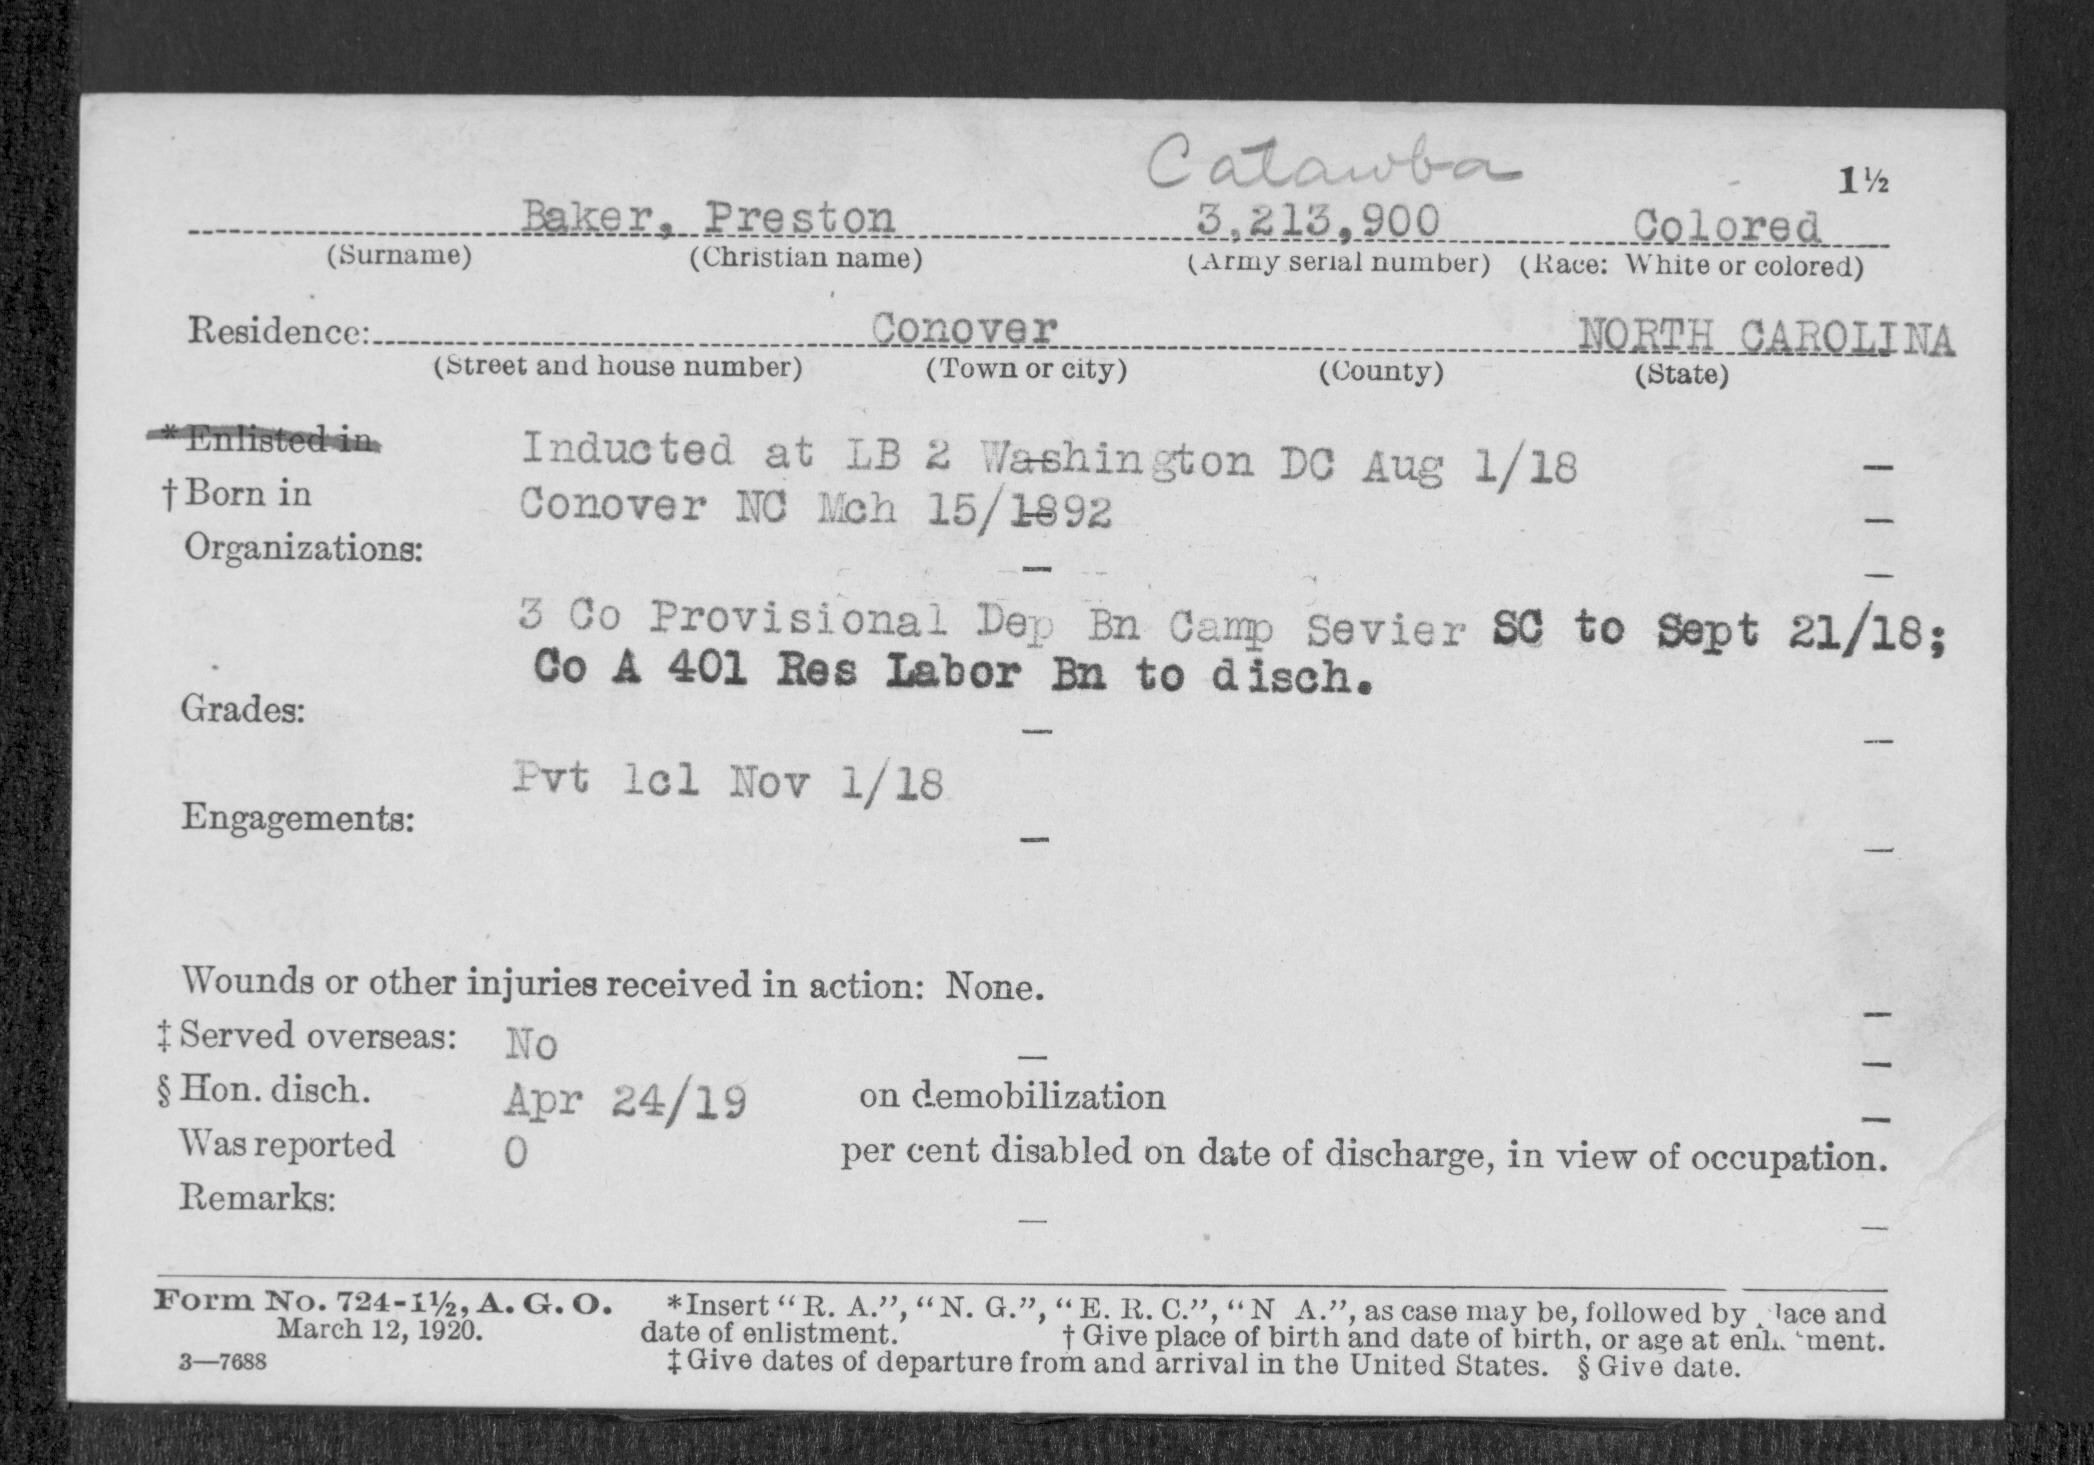 Catawba
1½
Baker, Preston 3,213,900 Colored
(Surname) (Christian name) (Army serial number) (Race: White or colored)
Residence: Conover NORTH CAROLINA
(Street and house number) (Town or city) (County) (State)
*Enlisted in Inducted at LB 2 Washington DC Aug 1/18 —
†Born in Conover NC Mch 15/1892 —
Organizations: — —
3 Co Provisional Dep Bn Camp Sevier SC to Sept 21/18;
Co A 401 Res Labor Bn to disch.
Grades: — —
Pvt 1cl Nov 1/18
Engagements: — —
Wounds or other injuries received in action: None. —
‡Served overseas: No — —
§Hon. disch. Apr 24/19 on demobilization —
Was reported 0 per cent disabled on date of discharge, in view of occupation.
Remarks: — —
Form No. 724-1½, A. G. O. *Insert "R. A.", "N. G.", "E. R. C.", "N A.", as case may be, followed by lace and
March 12, 1920. date of enlistment. †Give place of birth and date of birth, or age at enl ment.
3—7688 ‡Give dates of departure from and arrival in the United States. §Give date.